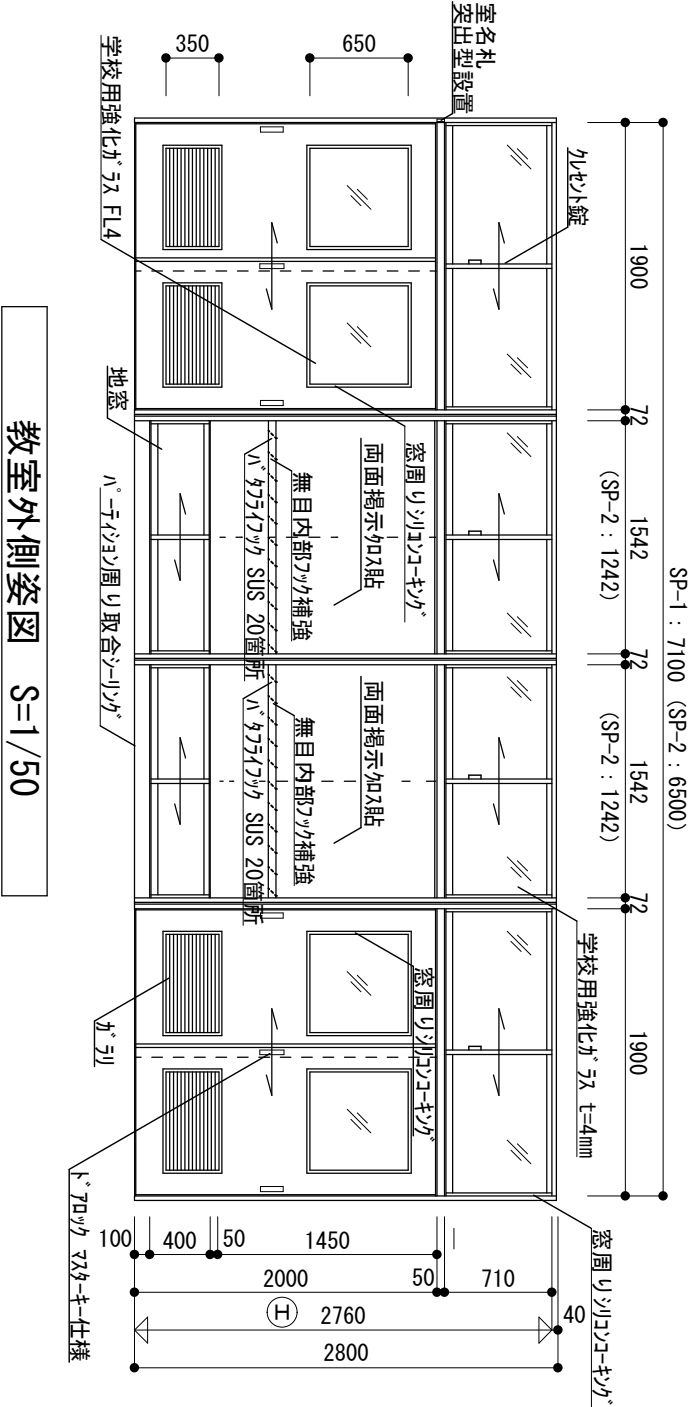 SP-1 : 7100 (SP-2 : 6500)
1900
72
1542
(SP-2 : 1242)
72
1542
(SP-2 : 1242)
72
1900
室名札
突出型設置
クレセント錠
学校用強化ガラス t=4mm
窓周りシリコンコーキング
650
350
学校用強化ガラス FL4
窓周りシリコンコーキング
両面掲示クロス貼
無目内部フック補強
バタフライフック SUS 20箇所
両面掲示クロス貼
無目内部フック補強
バタフライフック SUS 20箇所
窓周りシリコンコーキング
地窓
パーティション周り取合シーリング
ガラリ
ドアロック マスターキー仕様
100
400
50
1450
2000
50
710
H
2760
40
2800
教室外側姿図 S=1/50